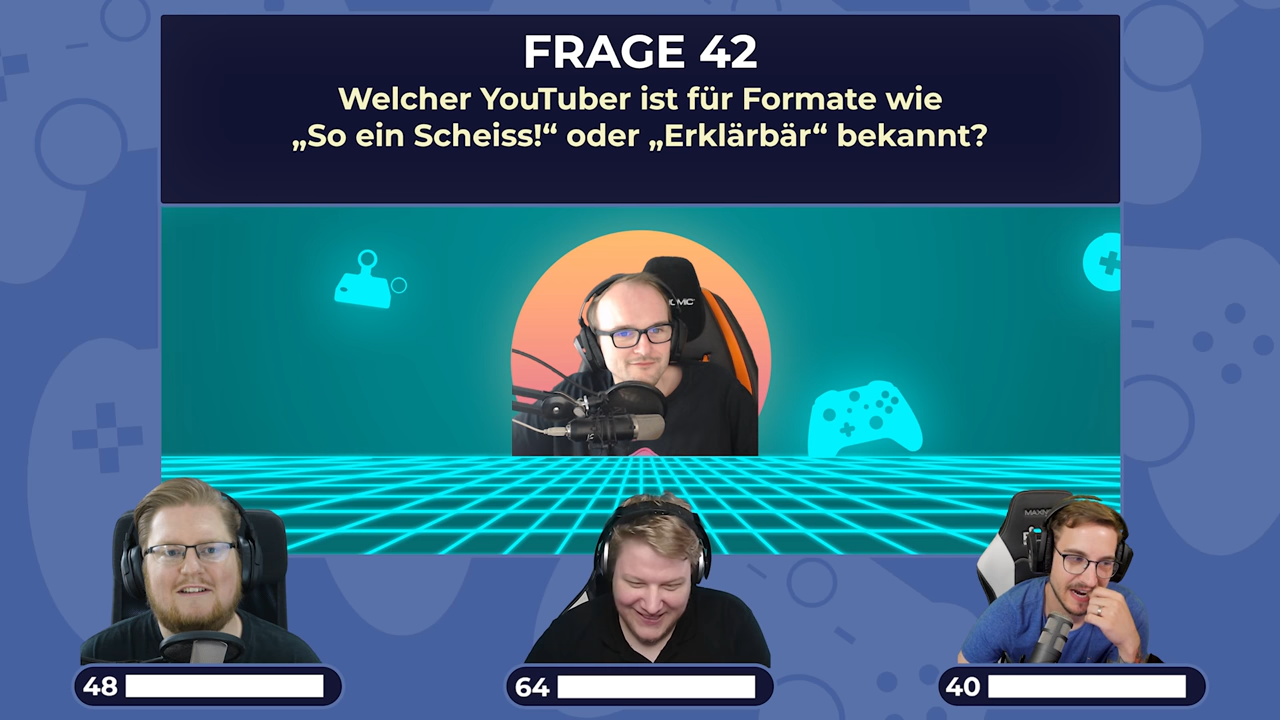 FRAGE 42
Welcher YouTuber ist für Formate wie
„So ein Scheiss!“ oder „Erklärbär“ bekannt?
48
64
40